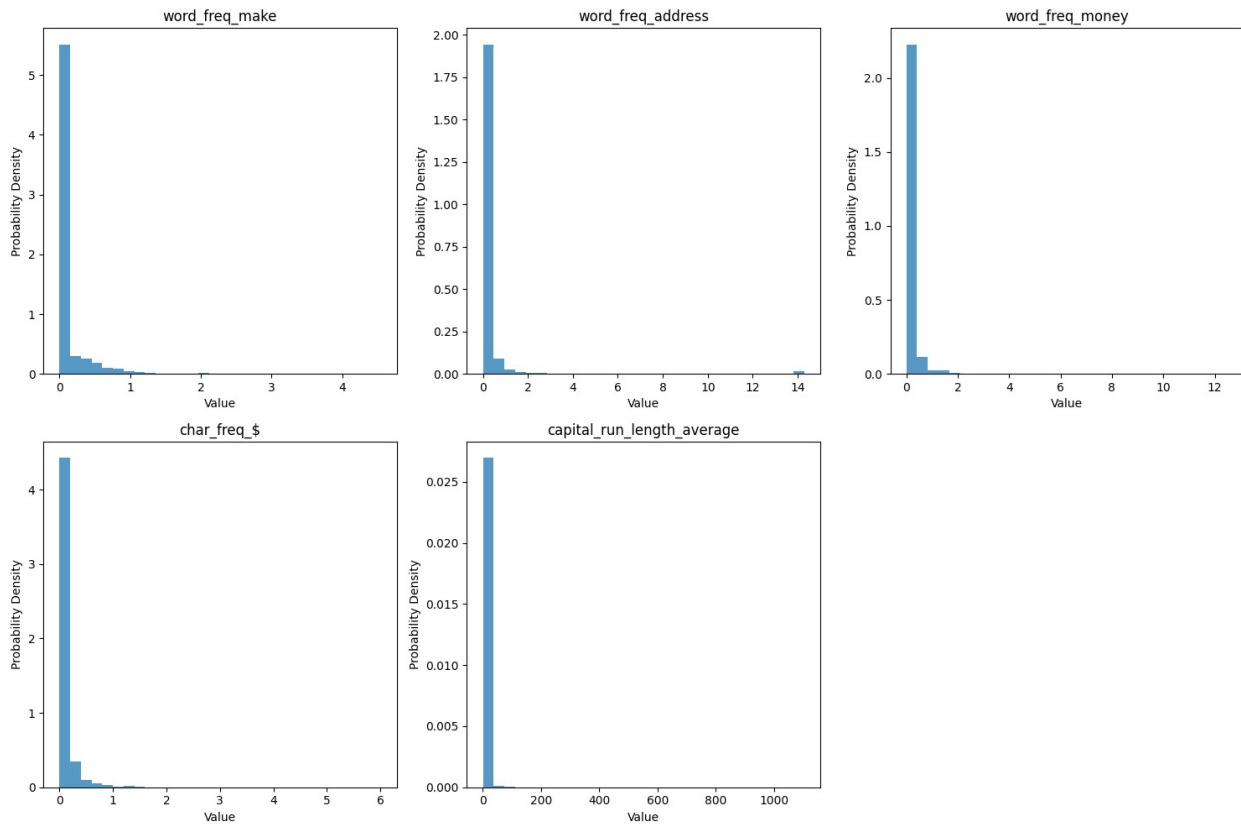 word_freq_make
word_freq_address
word_freq_money
Probability Density
5
4
3
2
1
0
0 1 2 3 4
Value
Probability Density
2.00
1.75
1.50
1.25
1.00
0.75
0.50
0.25
0.00
0 2 4 6 8 10 12 14
Value
Probability Density
2.0
1.5
1.0
0.5
0.0
0 2 4 6 8 10 12
Value
char_freq_$
capital_run_length_average
Probability Density
4
3
2
1
0
0 1 2 3 4 5 6
Value
Probability Density
0.025
0.020
0.015
0.010
0.005
0.000
0 200 400 600 800 1000
Value